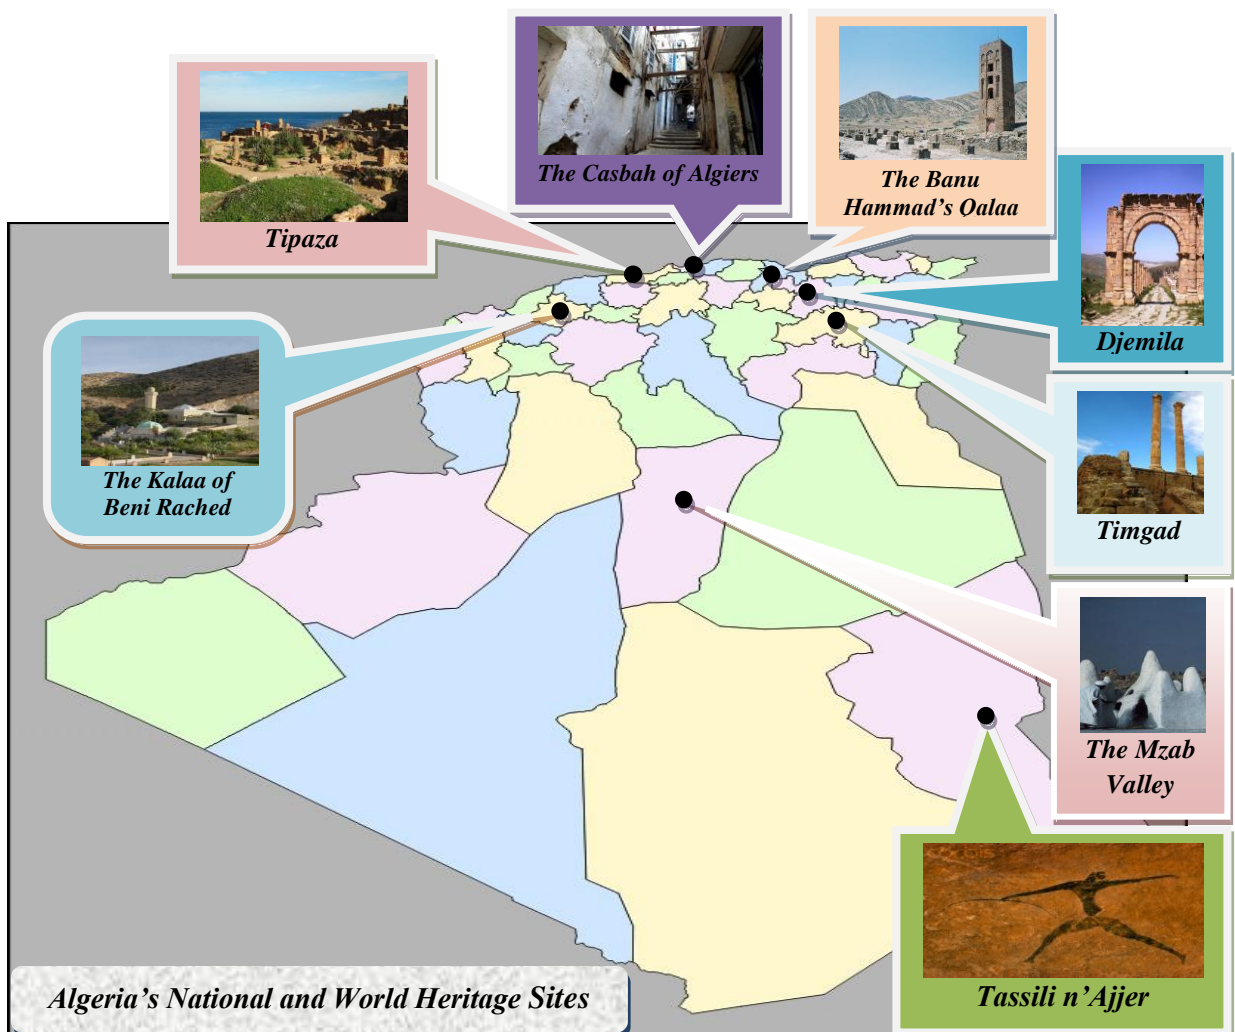 The Casbah of Algiers
The Banu
Hammad's Qalaa
Tipaza
Djemila
The Kalaa of
Beni Rached
Timgad
The Mzab
Valley
Tassili n'Ajjer
Algeria's National and World Heritage Sites